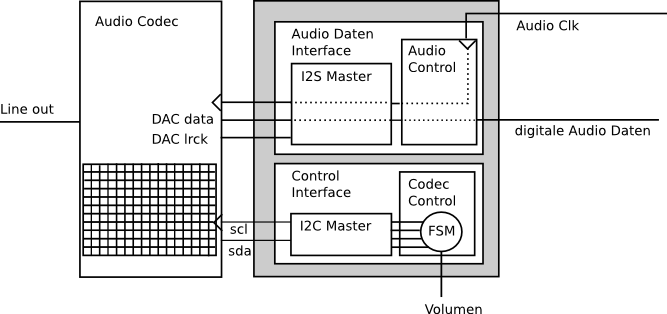 Audio Codec
Line out
DAC data
DAC lrck
scl
sda
Audio Daten
Interface
I2S Master
Audio
Control
Control
Interface
I2C Master
Codec
Control
FSM
Volumen
Audio Clk
digitale Audio Daten